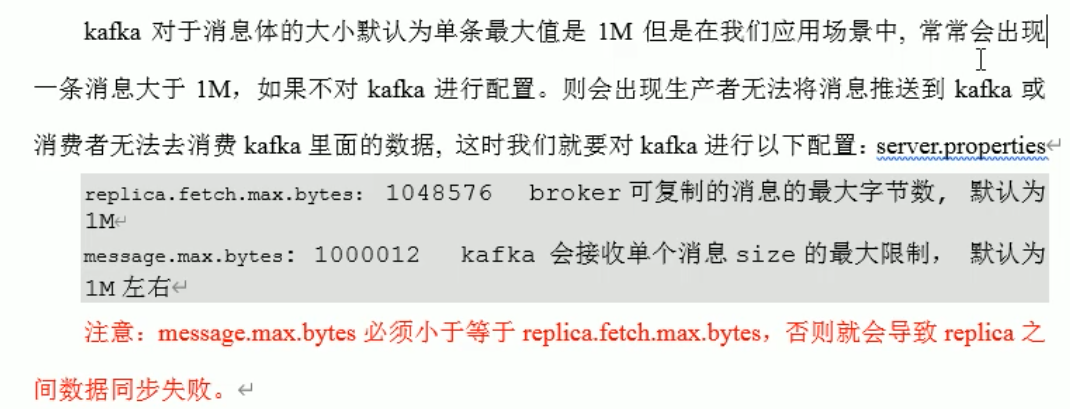 kafka 对于消息体的大小默认为单条最大值是 1M 但是在我们应用场景中, 常常会出现
一条消息大于 1M，如果不对 kafka 进行配置。则会出现生产者无法将消息推送到 kafka 或
消费者无法去消费 kafka 里面的数据, 这时我们就要对 kafka 进行以下配置：server.properties
replica.fetch.max.bytes: 1048576 broker 可复制的消息的最大字节数, 默认为
1M
message.max.bytes: 1000012 kafka 会接收单个消息 size 的最大限制， 默认为
1M 左右
注意：message.max.bytes 必须小于等于 replica.fetch.max.bytes，否则就会导致 replica 之
间数据同步失败。